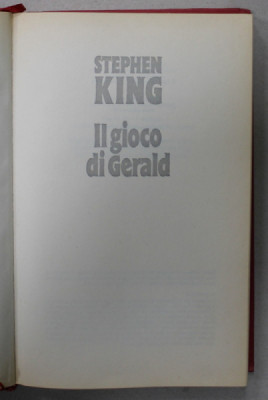 STEPHEN
KING
Il gioco
di Gerald